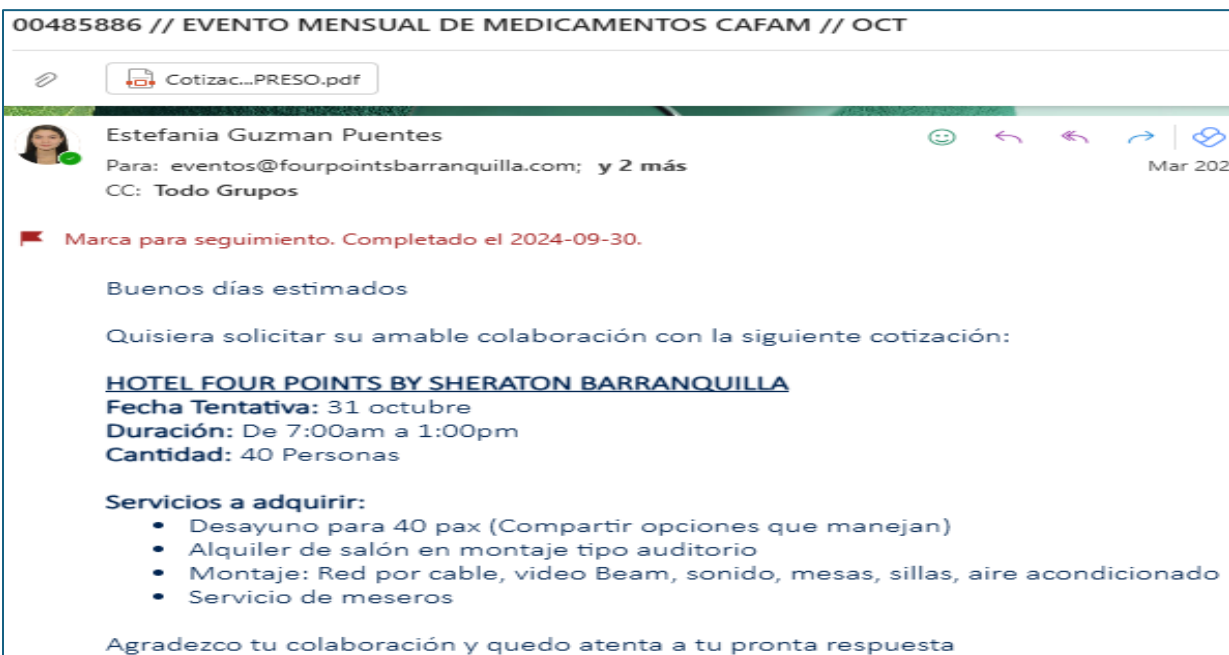 00485886 // EVENTO MENSUAL DE MEDICAMENTOS CAFAM // OCT
Cotizac...PRESO.pdf
Estefania Guzman Puentes
Para: eventos@fourpointsbarranquilla.com; y 2 más
Mar 202
CC: Todo Grupos
Marca para seguimiento. Completado el 2024-09-30.
Buenos días estimados
Quisiera solicitar su amable colaboración con la siguiente cotización:
HOTEL FOUR POINTS BY SHERATON BARRANQUILLA
Fecha Tentativa: 31 octubre
Duración: De 7:00am a 1:00pm
Cantidad: 40 Personas
Servicios a adquirir:
• Desayuno para 40 pax (Compartir opciones que manejan)
• Alquiler de salón en montaje tipo auditorio
• Montaje: Red por cable, video Beam, sonido, mesas, sillas, aire acondicionado
• Servicio de meseros
Agradezco tu colaboración y quedo atenta a tu pronta respuesta